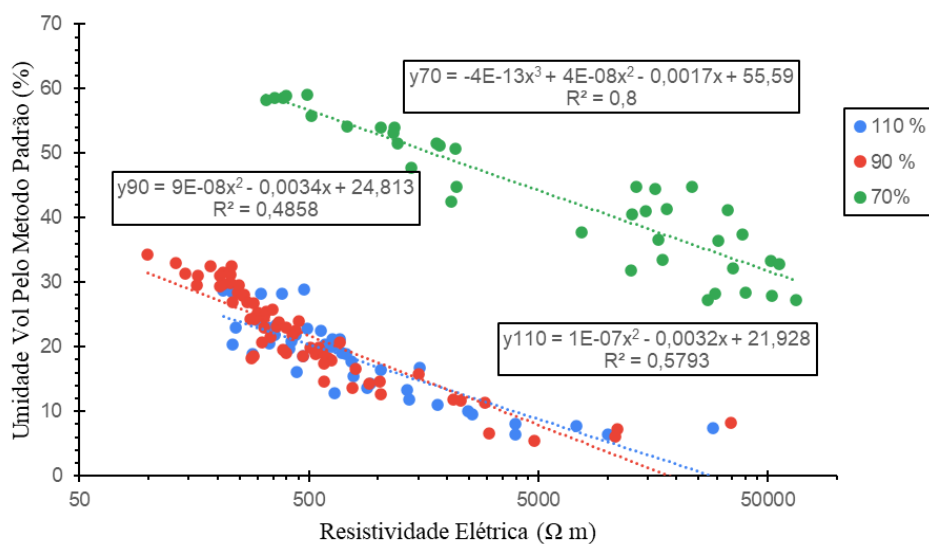 70
60
50
40
30
20
10
0
Umidade Vol Pelo Metodo Padrão (%)
y70 = -4E-13x³ + 4E-08x² - 0,0017x + 55,59
R² = 0,8
y90 = 9E-08x² - 0,0034x + 24,813
R² = 0,4858
y110 = 1E-07x² - 0,0032x + 21,928
R² = 0,5793
110 %
90 %
70%
50 500 5000 50000
Resistividade Elétrica (Ω m)